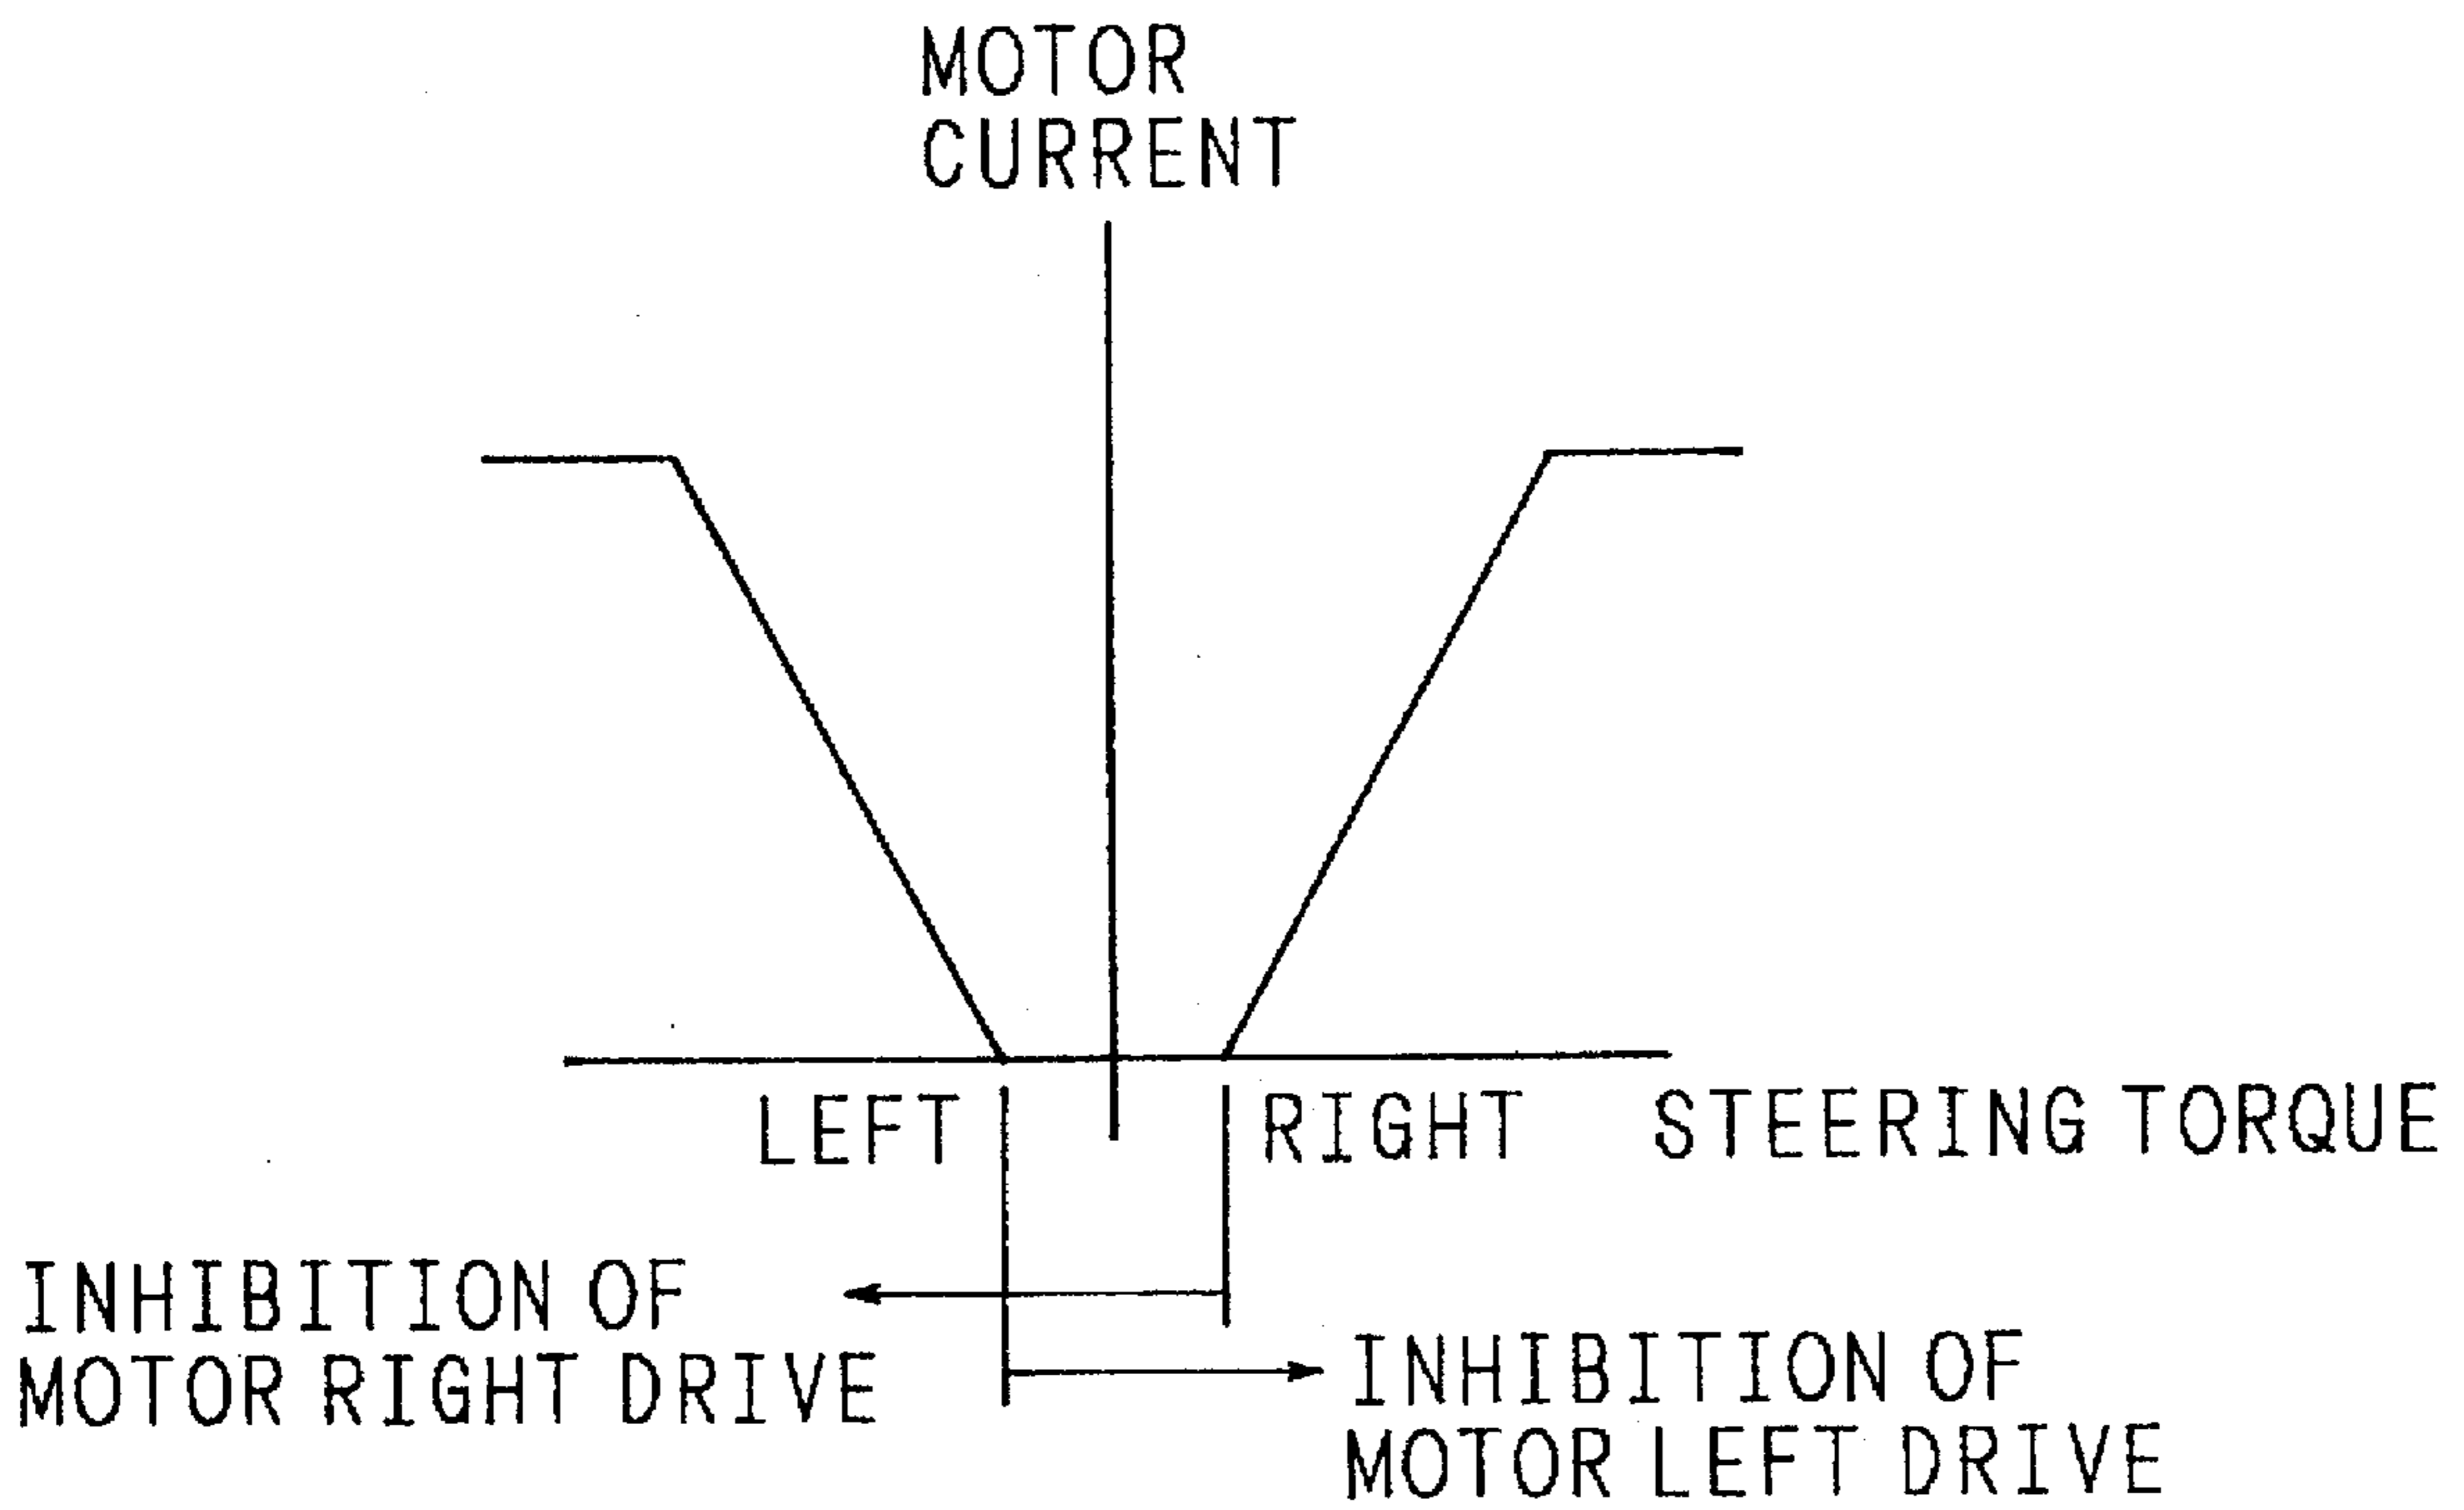 MOTOR
CURRENT
LEFT
RIGHT
STEERING TORQUE
INHIBITION OF
MOTOR RIGHT DRIVE
INHIBITION OF
MOTOR LEFT DRIVE